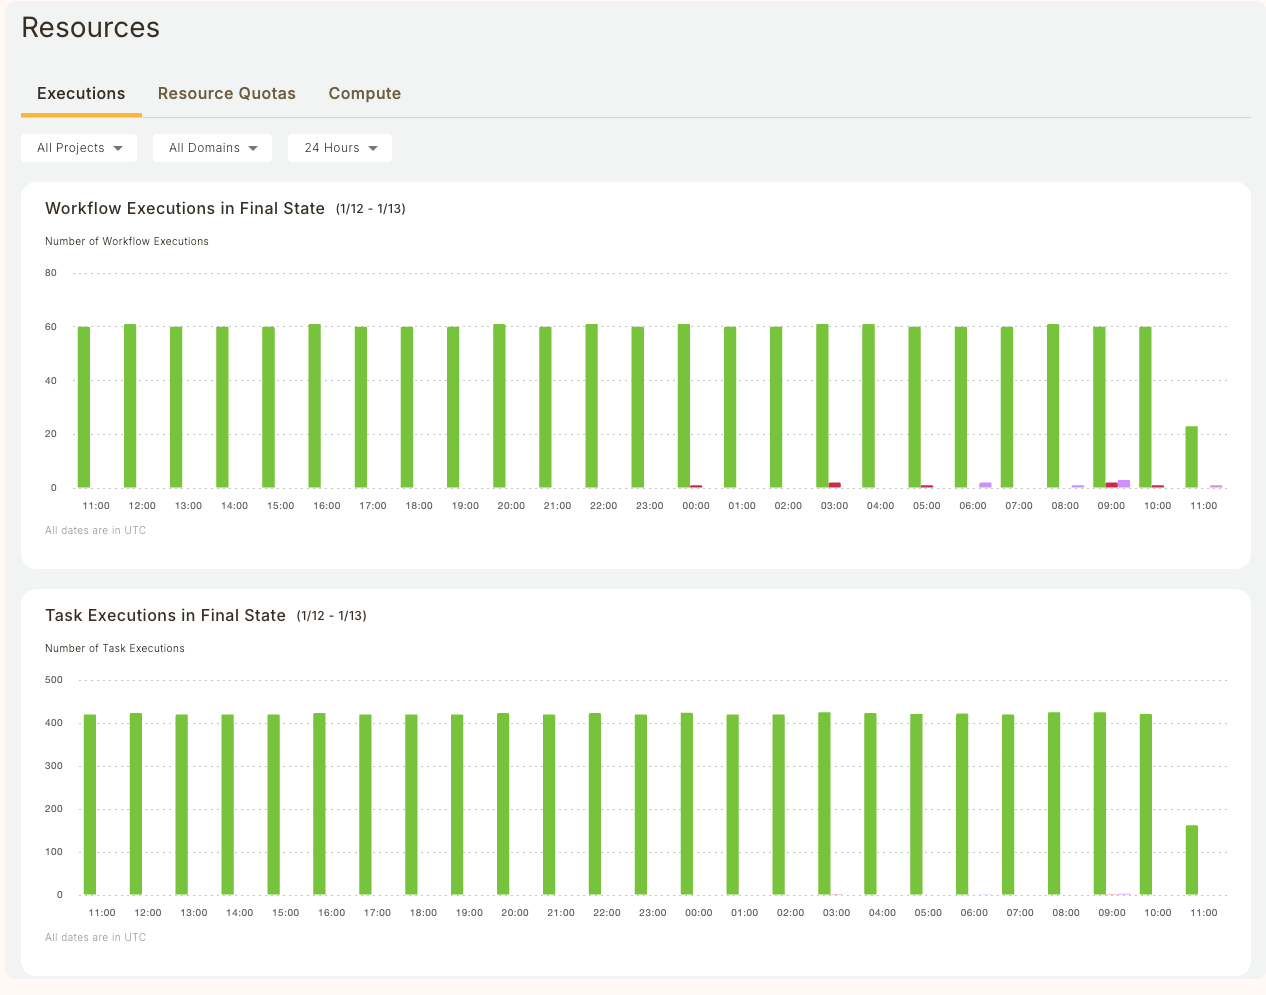 Resources
Executions Resource Quotas Compute
All Projects All Domains 24 Hours
Workflow Executions in Final State (1/12 - 1/13)
Number of Workflow Executions
80
60
40
20
0
11:00 12:00 13:00 14:00 15:00 16:00 17:00 18:00 19:00 20:00 21:00 22:00 23:00 00:00 01:00 02:00 03:00 04:00 05:00 06:00 07:00 08:00 09:00 10:00 11:00
All dates are in UTC
Task Executions in Final State (1/12 - 1/13)
Number of Task Executions
500
400
300
200
100
0
11:00 12:00 13:00 14:00 15:00 16:00 17:00 18:00 19:00 20:00 21:00 22:00 23:00 00:00 01:00 02:00 03:00 04:00 05:00 06:00 07:00 08:00 09:00 10:00 11:00
All dates are in UTC